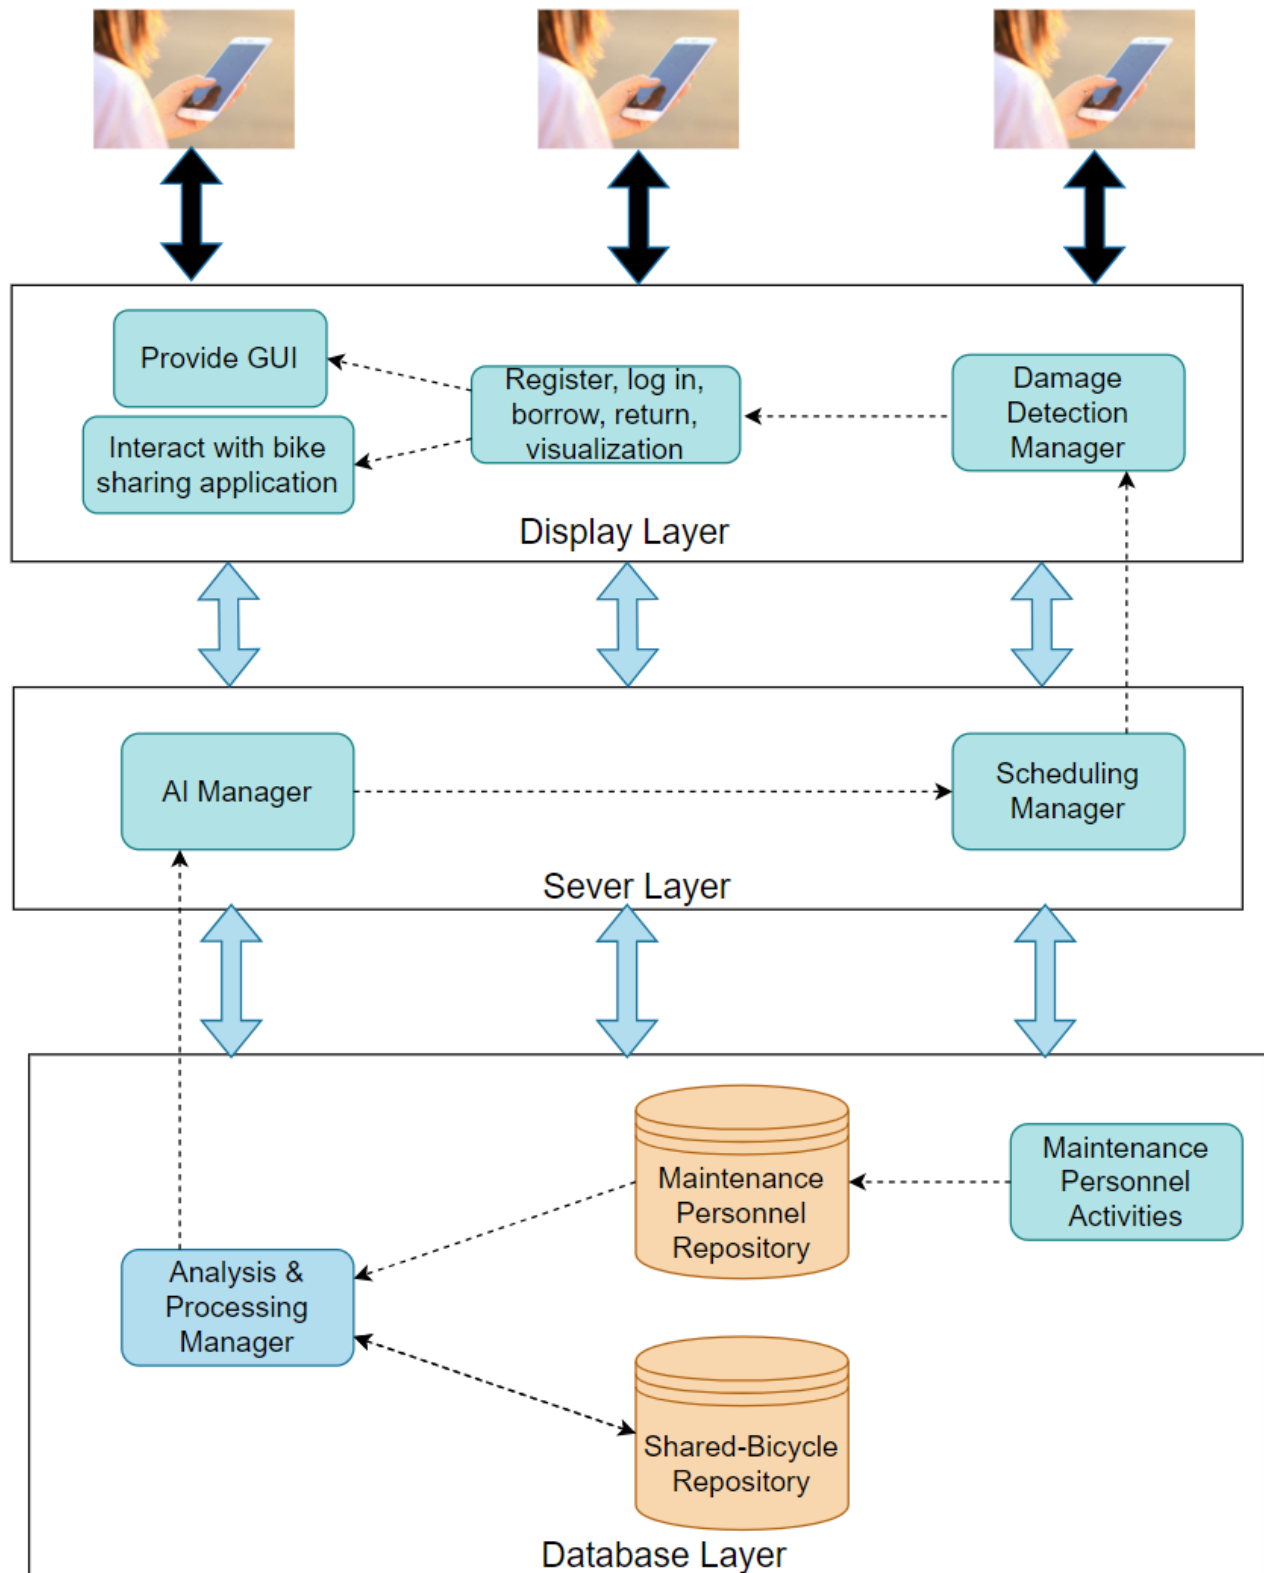 Provide GUI
Interact with bike
sharing application
Register, log in,
borrow, return,
visualization
Damage
Detection
Manager
Display Layer
AI Manager
Scheduling
Manager
Sever Layer
Maintenance
Personnel
Repository
Maintenance
Personnel
Activities
Analysis &
Processing
Manager
Shared-Bicycle
Repository
Database Layer